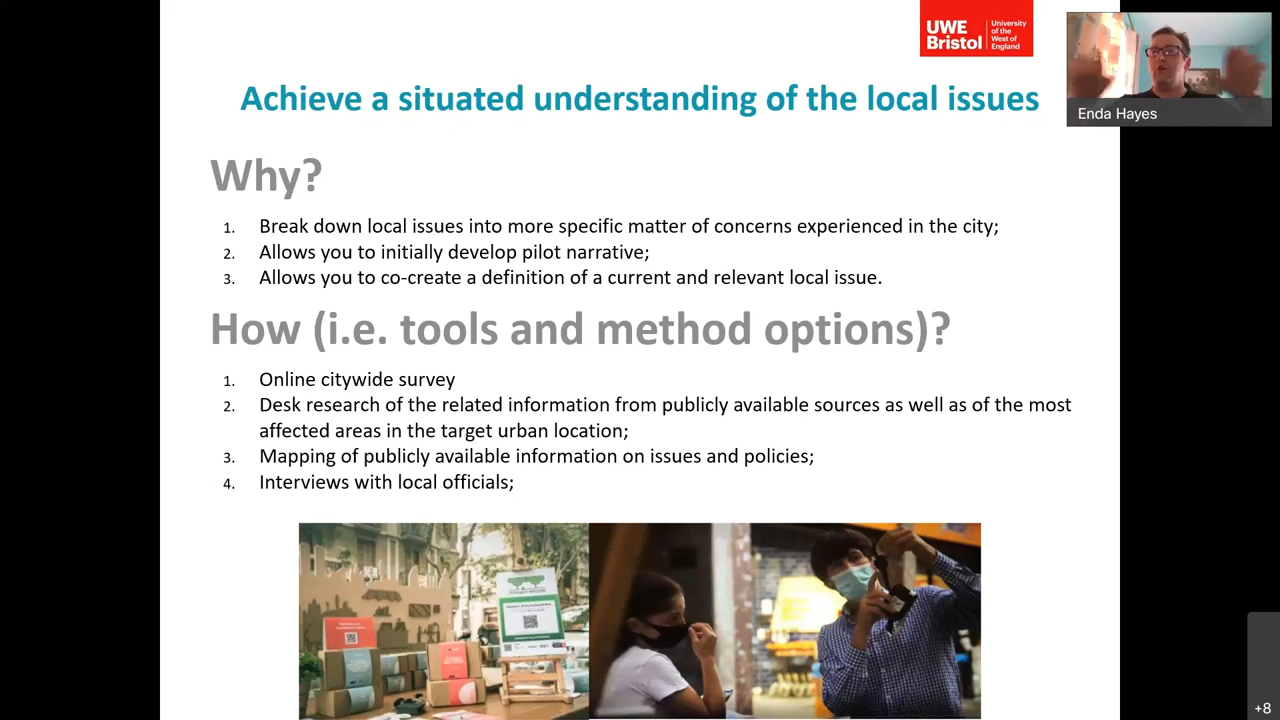 UWE
Bristol
University
of the
West of
England
Enda Hayes
Achieve a situated understanding of the local issues
Why?
1. Break down local issues into more specific matter of concerns experienced in the city;
2. Allows you to initially develop pilot narrative;
3. Allows you to co-create a definition of a current and relevant local issue.
How (i.e. tools and method options)?
1. Online citywide survey
2. Desk research of the related information from publicly available sources as well as of the most
affected areas in the target urban location;
3. Mapping of publicly available information on issues and policies;
4. Interviews with local officials;
+8